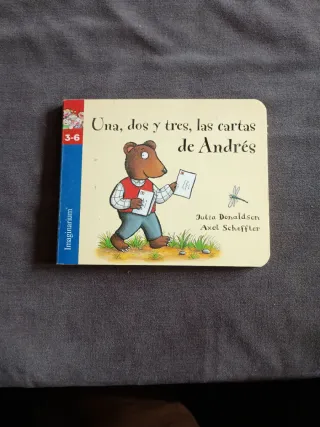 3-6
Una, dos y tres, las cartas
de Andrés
Julia Donaldson
Axel Scheffler
Imaginarium